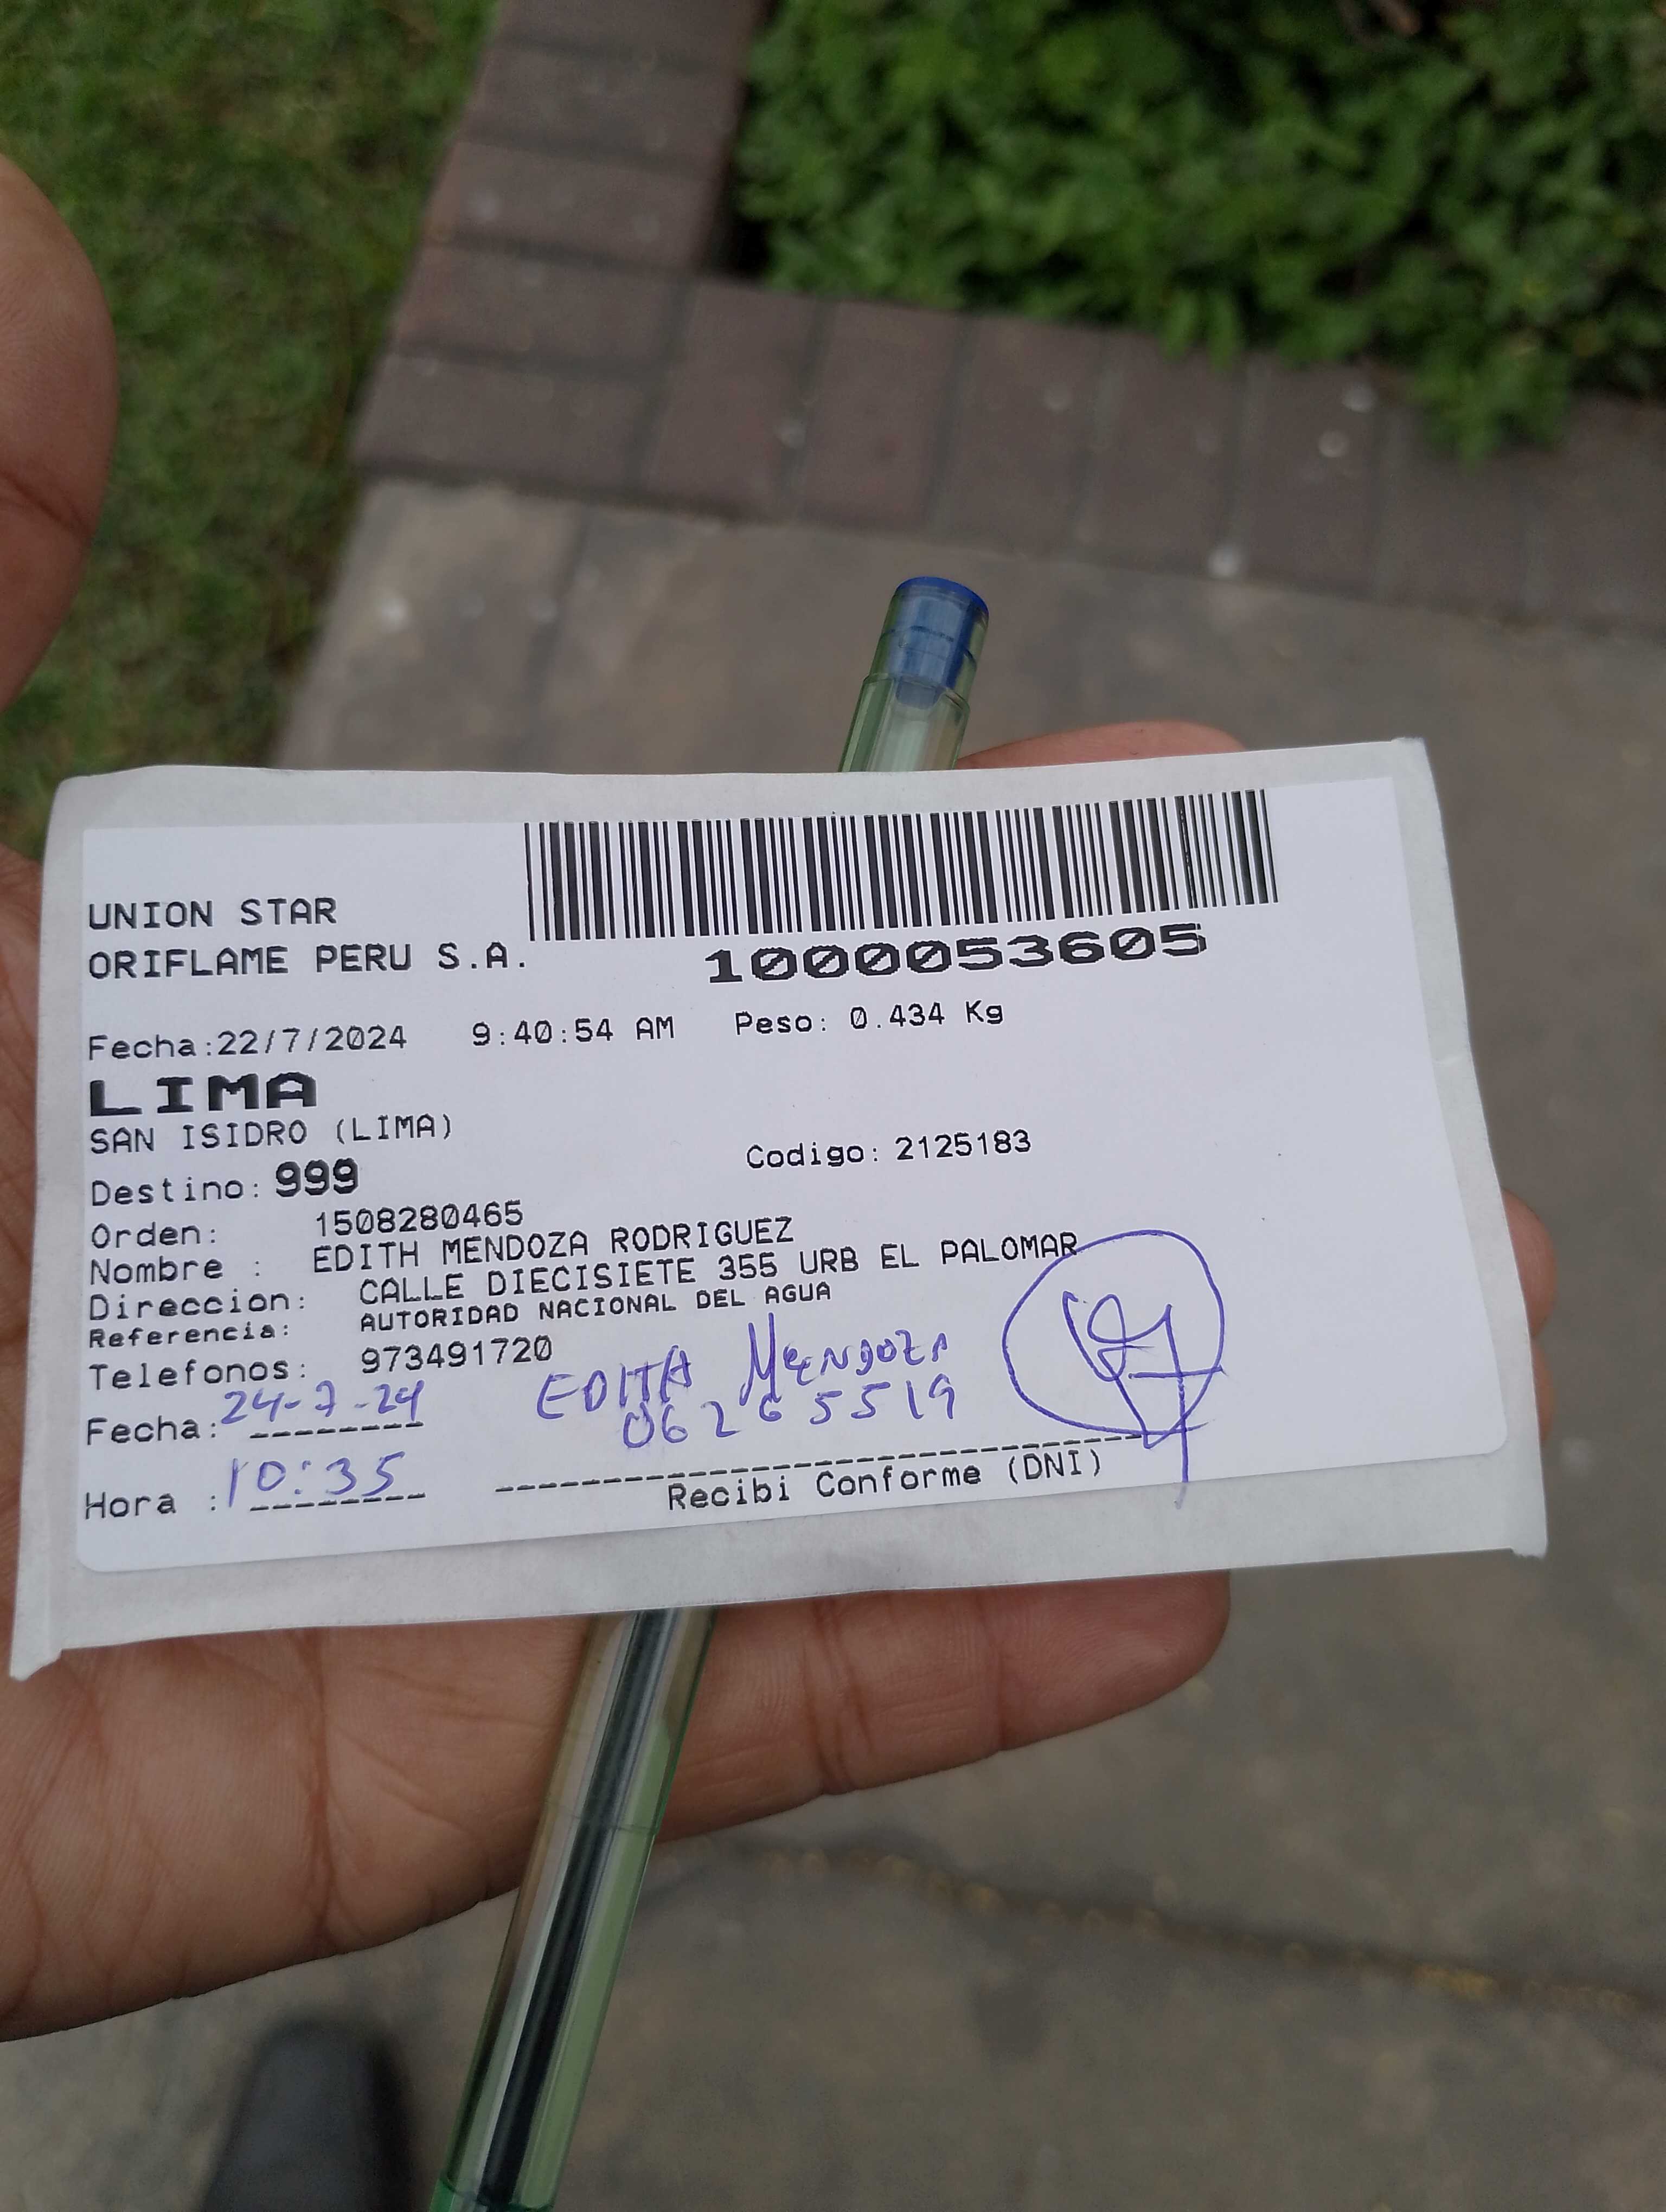 UNION STAR
ORIFLAME PERU S.A.
1000053605
Fecha:22/7/2024 9:40:54 AM Peso: 0.434 Kg
LIMA
SAN ISIDRO (LIMA)
Destino: 999 Codigo: 2125183
Orden: 1508280465
Nombre : EDITH MENDOZA RODRIGUEZ
Direccion: CALLE DIECISIETE 355 URB EL PALOMAR
Referencia: AUTORIDAD NACIONAL DEL AGUA
Telefonos: 973491720
EDITH MENDOZA
Fecha: 24-7-24 06265519
Hora : 10:35
Recibi Conforme (DNI)